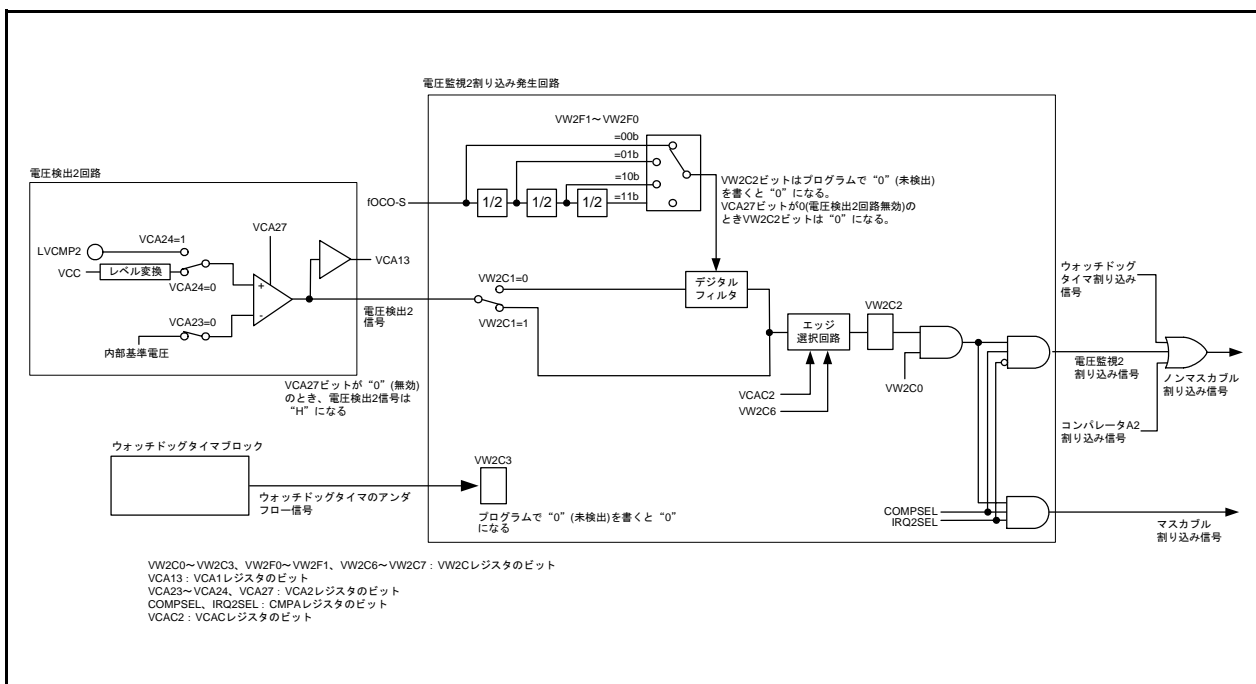 電圧監視2割り込み発生回路
VW2F1～VW2F0
=00b
=01b
=10b
=11b
fOCO-S
1/2
1/2
1/2
VW2C2ビットはプログラムで“0”(未検出)
を書くと“0”になる。
VCA27ビットが0(電圧検出2回路無効)の
ときVW2C2ビットは“0”になる。
電圧検出2回路
VCA27
VCA24=1
LVCMP2
VCC
レベル変換
VCA24=0
+
-
VCA13
VCA23=0
内部基準電圧
電圧検出2
信号
VCA27ビットが“0”(無効)
のとき、電圧検出2信号は
“H”になる
VW2C1=0
VW2C1=1
デジタル
フィルタ
エッジ
選択回路
VW2C2
VW2C0
VCAC2
VW2C6
ウォッチドッグ
タイマ割り込み
信号
電圧監視2
割り込み信号
ノンマスカブル
割り込み信号
コンパレータA2
割り込み信号
ウォッチドッグタイマブロック
ウォッチドッグタイマのアンダ
フロー信号
VW2C3
プログラムで“0”(未検出)を書くと“0”
になる
COMPSEL
IRQ2SEL
マスカブル
割り込み信号
VW2C0～VW2C3、VW2F0～VW2F1、VW2C6～VW2C7：VW2Cレジスタのビット
VCA13：VCA1レジスタのビット
VCA23～VCA24、VCA27：VCA2レジスタのビット
COMPSEL、IRQ2SEL：CMPAレジスタのビット
VCAC2：VCACレジスタのビット